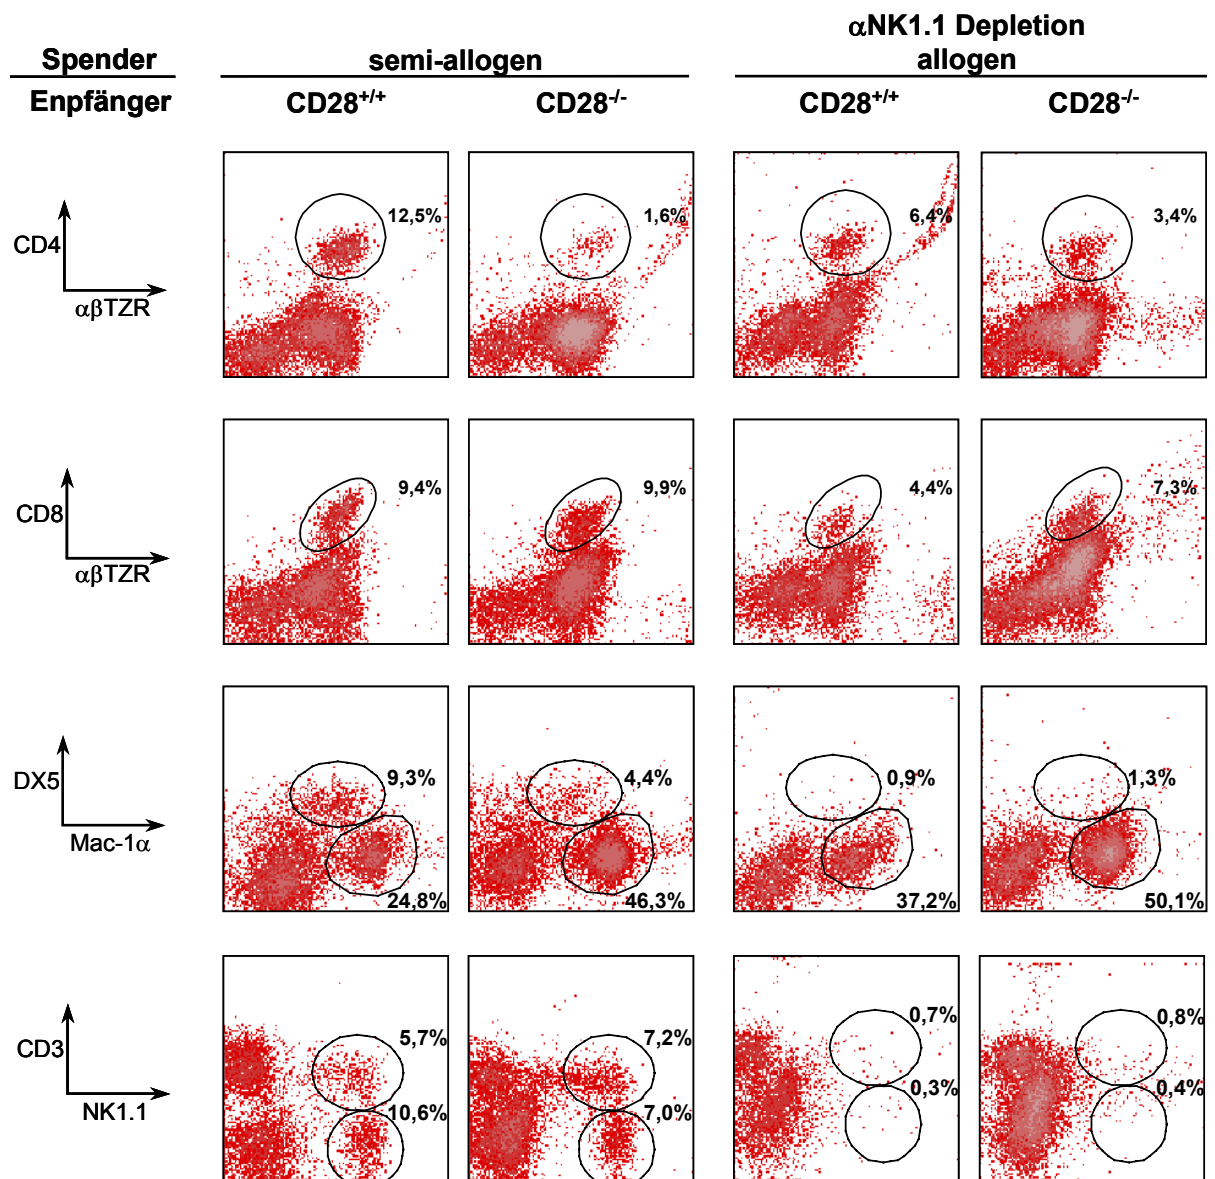 αNK1.1 Depletion
Spender semi-allogen allogen
Enpfänger CD28+/+ CD28-/- CD28+/+ CD28-/-
12,5% 1,6% 6,4% 3,4%
CD4
αβTZR
9,4% 9,9% 4,4% 7,3%
CD8
αβTZR
9,3% 4,4% 0,9% 1,3%
DX5
Mac-1α
24,8% 46,3% 37,2% 50,1%
0,7% 0,8%
5,7% 7,2%
CD3
0,3% 0,4%
NK1.1
10,6% 7,0%